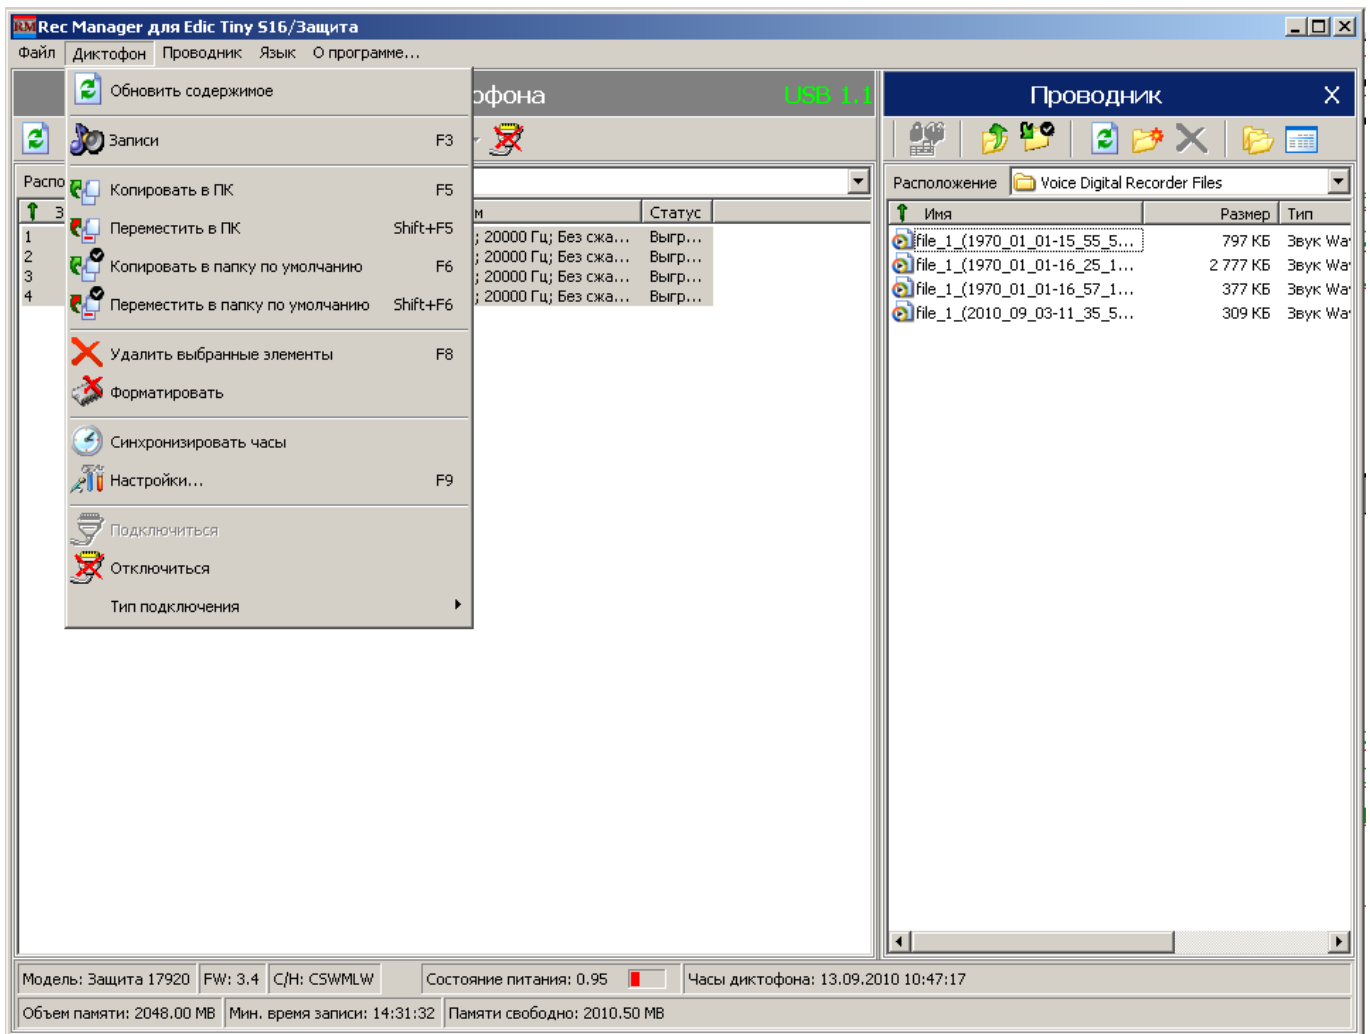 Rec Manager для Edic Tiny S16/Защита
Файл Диктофон Проводник Язык О программе...
Обновить содержимое
Записи F3
Копировать в ПК F5
Переместить в ПК Shift+F5
Копировать в папку по умолчанию F6
Переместить в папку по умолчанию Shift+F6
Удалить выбранные элементы F8
Форматировать
Синхронизировать часы
Настройки... F9
Подключиться
Отключиться
Тип подключения
офона USB 1.1
Распо
З м Статус
1 ; 20000 Гц; Без сжа... Выгр...
2 ; 20000 Гц; Без сжа... Выгр...
3 ; 20000 Гц; Без сжа... Выгр...
4 ; 20000 Гц; Без сжа... Выгр...
Проводник X
Расположение Voice Digital Recorder Files
Имя Размер Тип
file_1_(1970_01_01-15_55_5... 797 КБ Звук Wa
file_1_(1970_01_01-16_25_1... 2 777 КБ Звук Wa
file_1_(1970_01_01-16_57_1... 377 КБ Звук Wa
file_1_(2010_09_03-11_35_5... 309 КБ Звук Wa
Модель: Защита 17920 FW: 3.4 С/Н: CSWMLW Состояние питания: 0.95 Часы диктофона: 13.09.2010 10:47:17
Объем памяти: 2048.00 MB Мин. время записи: 14:31:32 Памяти свободно: 2010.50 MB